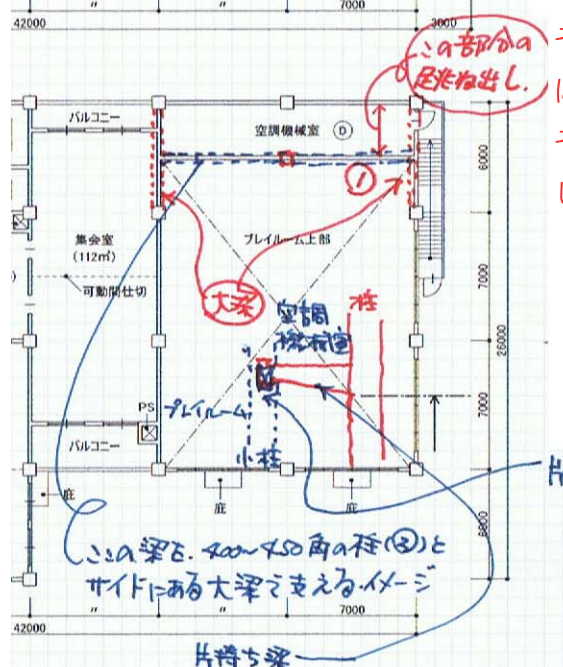 42000
"
"
7000
3000
この部分の
足跳ね出し.
バルコニー
空調機械室 D
①
6000
集会室
(112㎡)
可動間仕切
プレイルーム上部
大梁
空調
機械室
柱
7000
26000
PS
プレイルーム
小柱
バルコニー
7000
庇
庇
庇
片
6000
この梁を.400~450角の柱(②)と
サイドにある大梁で支える.イメージ
42000
"
"
7000
片持ち梁